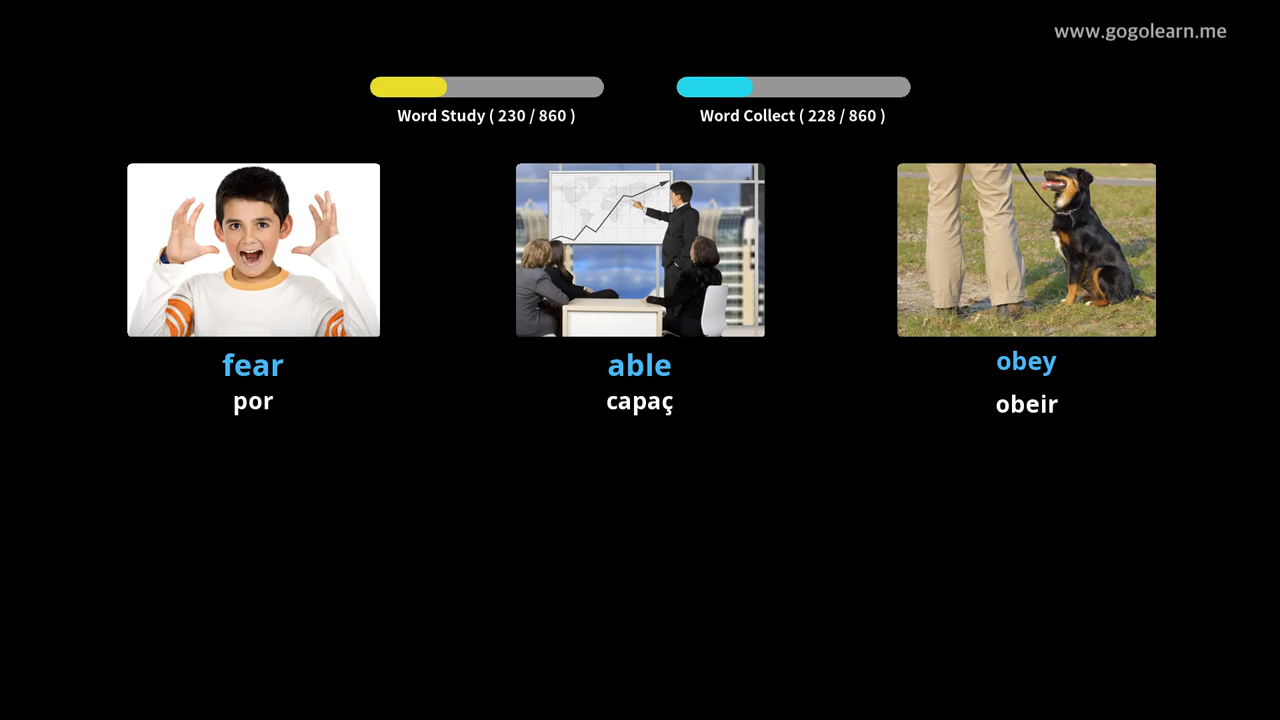 www.gogolearn.me
Word Study ( 230 / 860 )
Word Collect ( 228 / 860 )
fear
por
able
capaç
obey
obeir